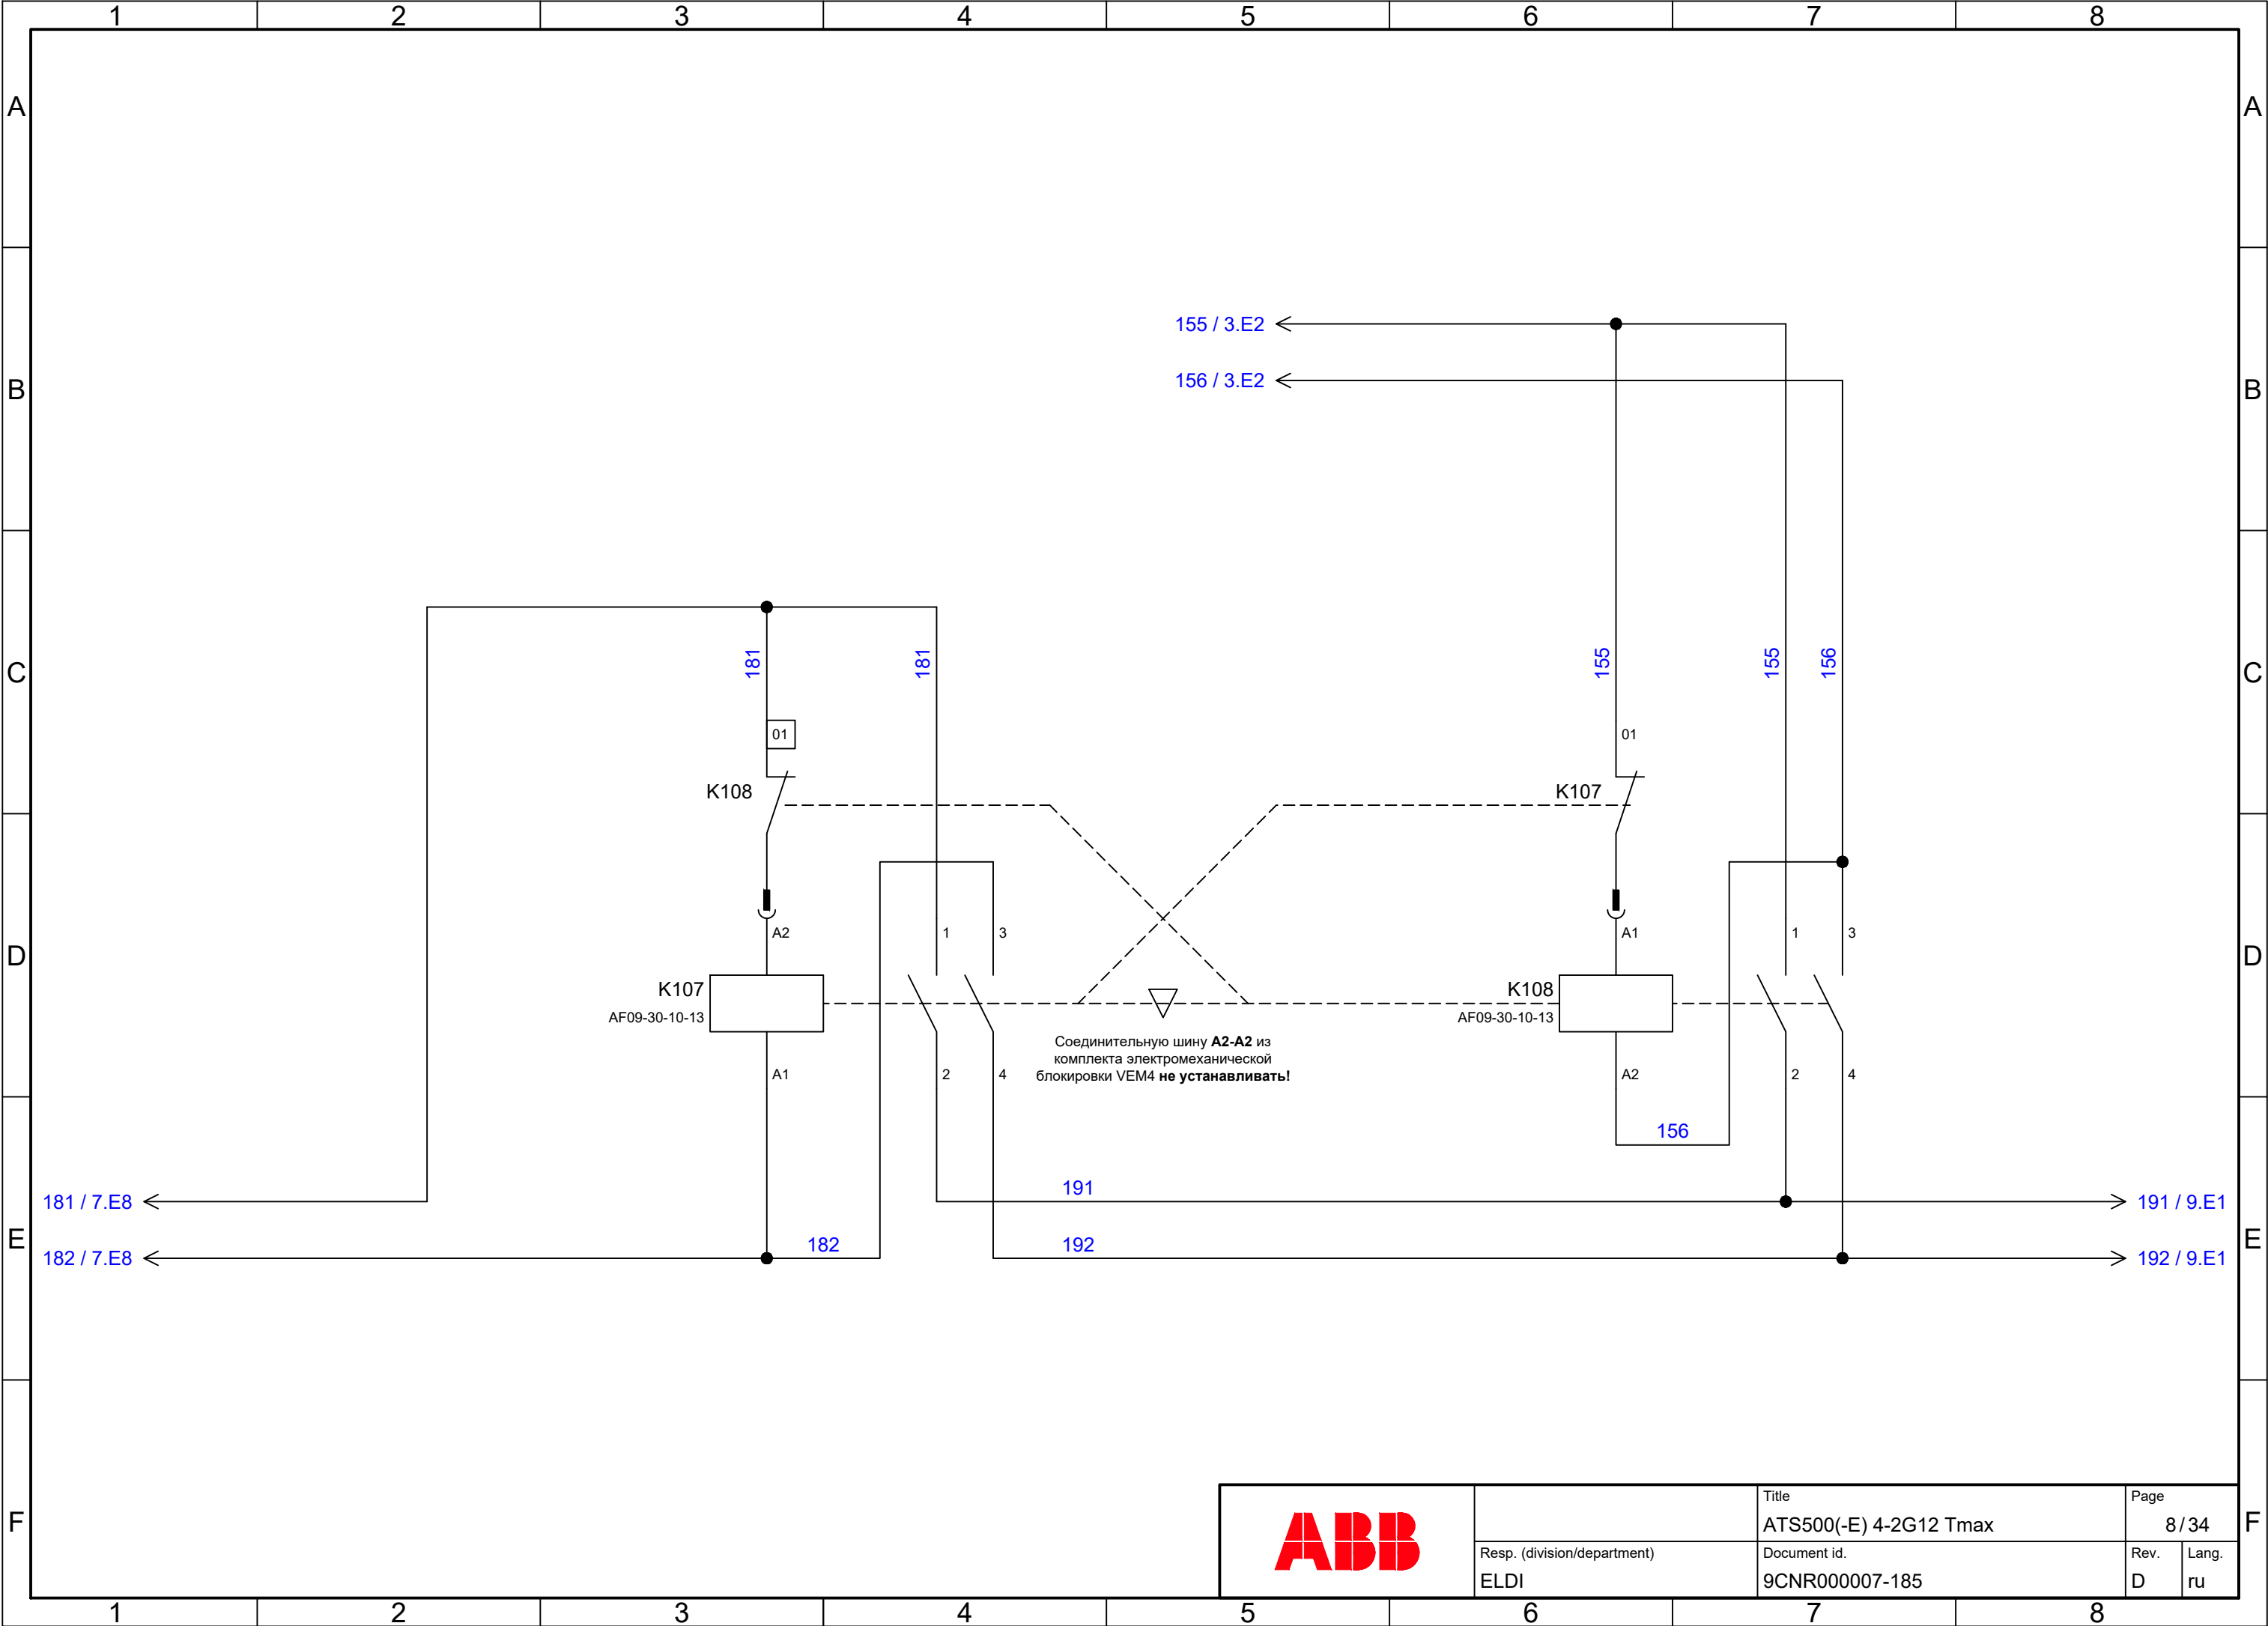 1 2 3 4 5 6 7 8
A A
155 / 3.E2
156 / 3.E2
B B
181 181 155 155 156
C C
01 01
K108 K107
A2 1 3 A1 1 3
D D
K107 K108
AF09-30-10-13 AF09-30-10-13
Соединительную шину A2-A2 из
комплекта электромеханической
блокировки VEM4 не устанавливать!
A1 2 4 A2 2 4
156
191
181 / 7.E8 191 / 9.E1
E E
182 192
182 / 7.E8 192 / 9.E1
F F
ABB
Title
ATS500(-E) 4-2G12 Tmax
Page
8/34
Resp. (division/department)
ELDI
Document id.
9CNR000007-185
Rev.
D
Lang.
ru
1 2 3 4 5 6 7 8